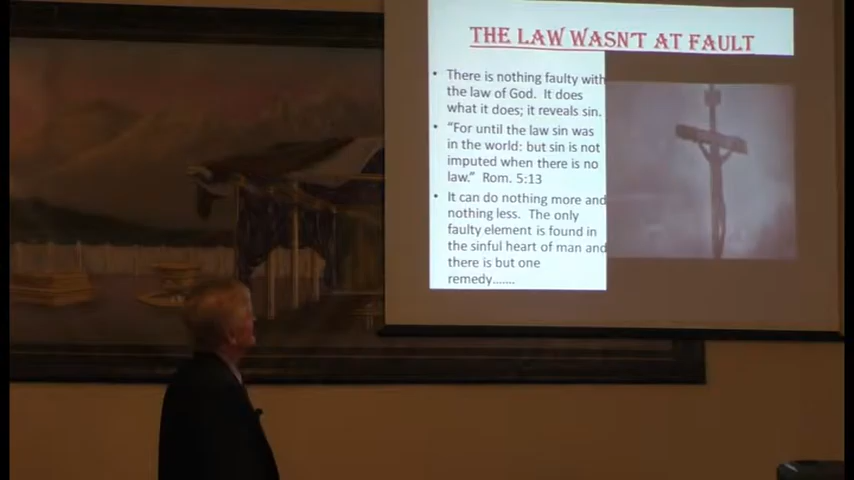 THE LAW WASN'T AT FAULT
• There is nothing faulty with
the law of God. It does
what it does; it reveals sin.
• "For until the law sin was
in the world: but sin is not
imputed when there is no
law." Rom. 5:13
• It can do nothing more and
nothing less. The only
faulty element is found in
the sinful heart of man and
there is but one
remedy.......